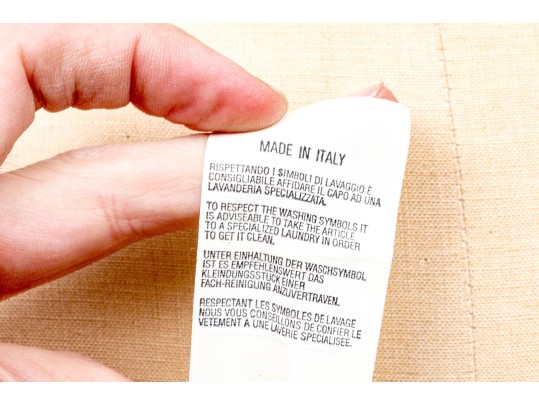 MADE IN ITALY
RISPETTANDO I SIMBOLI DI LAVAGGIO È
CONSIGLIABILE AFFIDARE IL CAPO AD UNA
LAVANDERIA SPECIALIZZATA.
TO RESPECT THE WASHING SYMBOLS IT
IS ADVISEABLE TO TAKE THE ARTICLE
TO A SPECIALIZED LAUNDRY IN ORDER
TO GET IT CLEAN.
UNTER EINHALTUNG DER WASCHSYMBOL
IST ES EMPFEHLENSWERT DAS
KLEINDUNGSSTÜCK EINER
FACH-REINIGUNG ANZUVERTRAVEN.
RESPECTANT LES SYMBOLES DE LAVAGE
NOUS VOUS CONSEILLONS DE CONFIER LE
VETEMENT A UNE LAVERIE SPECIALISEE.